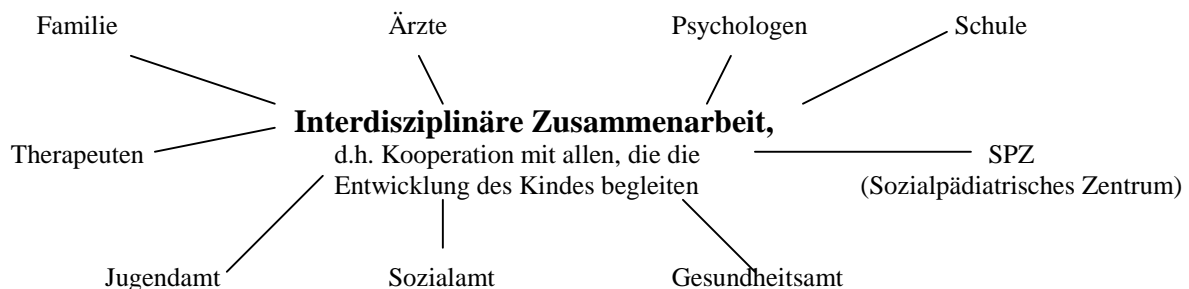 Familie Ärzte Psychologen Schule
Interdisziplinäre Zusammenarbeit,
Therapeuten d.h. Kooperation mit allen, die die SPZ
Entwicklung des Kindes begleiten (Sozialpädiatrisches Zentrum)
Jugendamt Sozialamt Gesundheitsamt